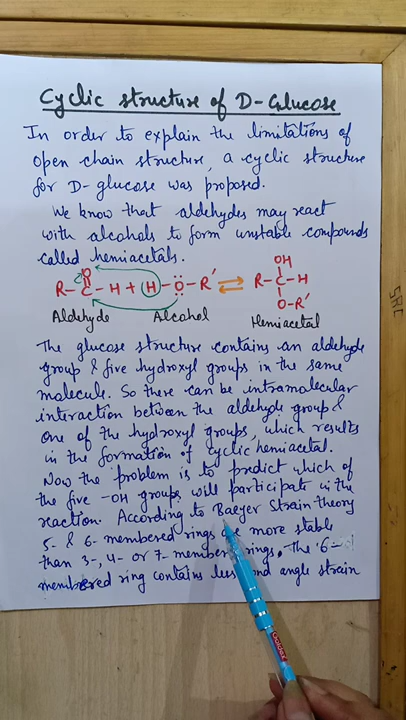 Cyclic structure of D-Glucose
In order to explain the limitations of
open chain structure, a cyclic structure
for D-glucose was proposed.
We know that aldehydes may react
with alcohols to form unstable compounds
called hemiacetals.
OH
O
R-C-H + H-O-R' ⇌ R-C-H
O-R'
Aldehyde Alcohol Hemiacetal
The glucose structure contains an aldehyde
group & five hydroxyl groups in the same
molecule. So there can be intramolecular
interaction between the aldehyde group &
one of the hydroxyl groups, which results
in the formation of cyclic hemiacetal.
Now the problem is to predict which of
the five -OH groups will participate in the
reaction. According to Baeyer Strain theory
5- & 6-membered rings are more stable
than 3-, 4- or 7-membered rings. The 6-
membered ring contains less bond angle strain
SRC